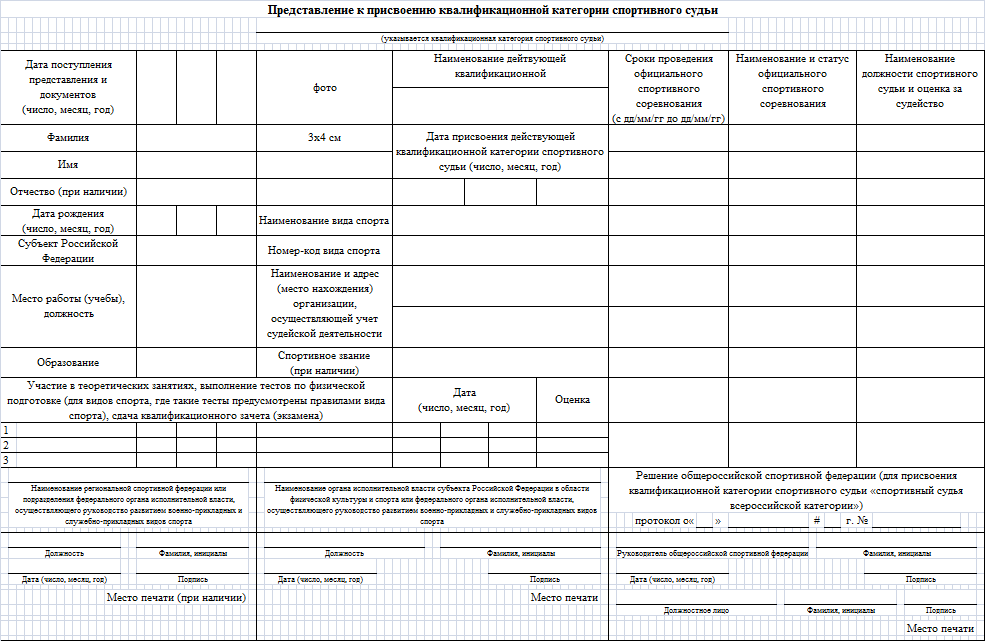 Представление к присвоению квалификационной категории спортивного судьи
(указывается квалификационная категория спортивного судьи)
Дата поступления
представления и
документов
(число, месяц, год)
фото
Наименование дейтвующей
квалификационной
Сроки проведения
официального
спортивного
соревнования
(с дд/мм/гг до дд/мм/гг)
Наименование и статус
официального
спортивного
соревнования
Наименование
должности спортивного
судьи и оценка за
судейство
Фамилия
3х4 см
Дата присвоения действующей
квалификационной категории спортивного
судьи (число, месяц, год)
Имя
Отчество (при наличии)
Дата рождения
(число, месяц, год)
Наименование вида спорта
Субъект Российской
Федерации
Номер-код вида спорта
Место работы (учебы),
должность
Наименование и адрес
(место нахождения)
организации,
осуществляющей учет
судейской деятельности
Образование
Спортивное звание
(при наличии)
Участие в теоретических занятиях, выполнение тестов по физической
подготовке (для видов спорта, где такие тесты предусмотрены правилами вида
спорта), сдача квалификационного зачета (экзамена)
Дата
(число, месяц, год)
Оценка
1
2
3
Наименование региональной спортивной федерации или
подразделения федерального органа исполнительной власти,
осуществляющего руководство развитием военно-прикладных и
служебно-прикладных видов спорта
Наименование органа исполнительной власти субъекта Российской Федерации в области
физической культуры и спорта или федерального органа исполнительной власти,
осуществляющего руководство развитием военно-прикладных и служебно-прикладных видов
спорта
Решение общероссийской спортивной федерации (для присвоения
квалификационной категории спортивного судьи «спортивный судья
всероссийской категории»)
протокол о« ___ » ______________ # ___ г. № _______________
Должность Фамилия, инициалы
Должность Фамилия, инициалы
Руководитель общероссийской спортивной федерации Фамилия, инициалы
Дата (число, месяц, год) Подпись
Дата (число, месяц, год) Подпись
Дата (число, месяц, год) Подпись
Место печати (при наличии)
Место печати
Должностное лицо Фамилия, инициалы Подпись
Место печати